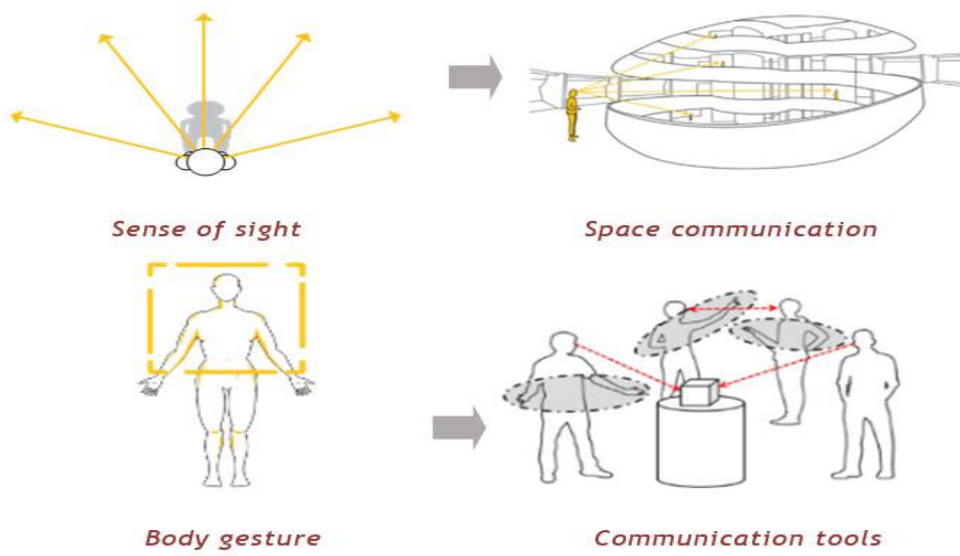 Sense of sight
Space communication
Body gesture
Communication tools